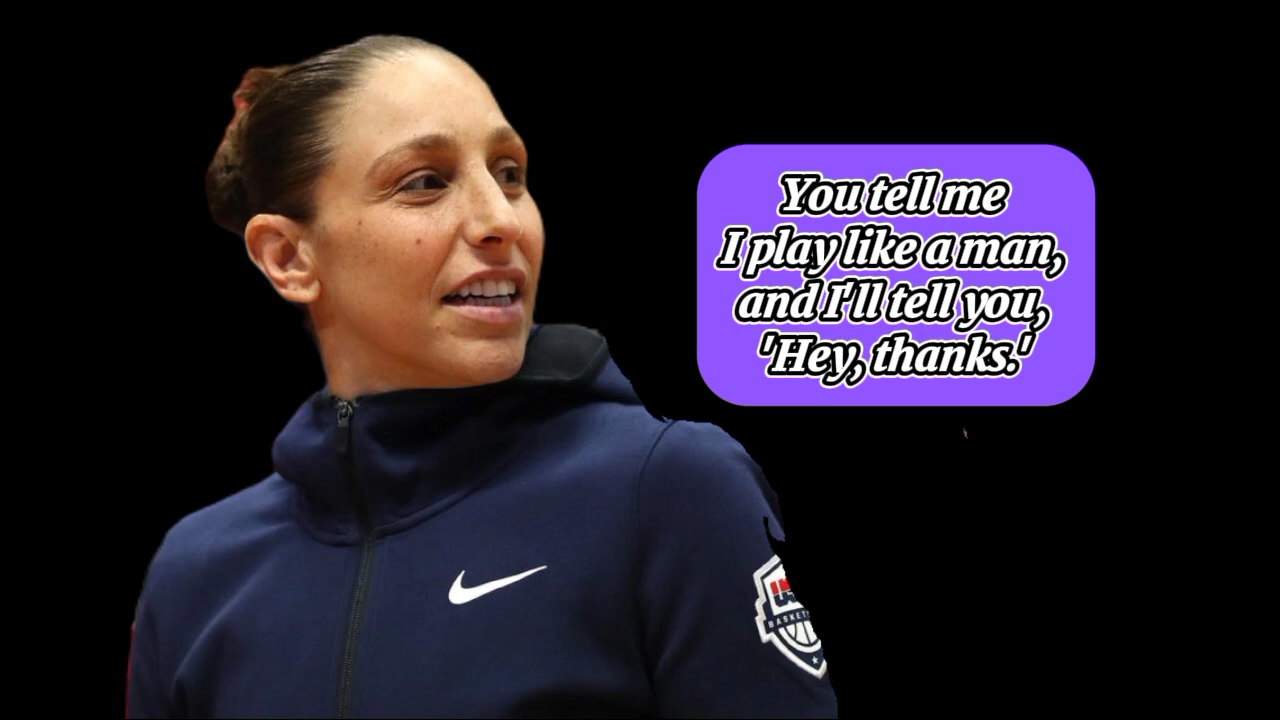 You tell me
I play like a man,
and I'll tell you,
'Hey, thanks.'